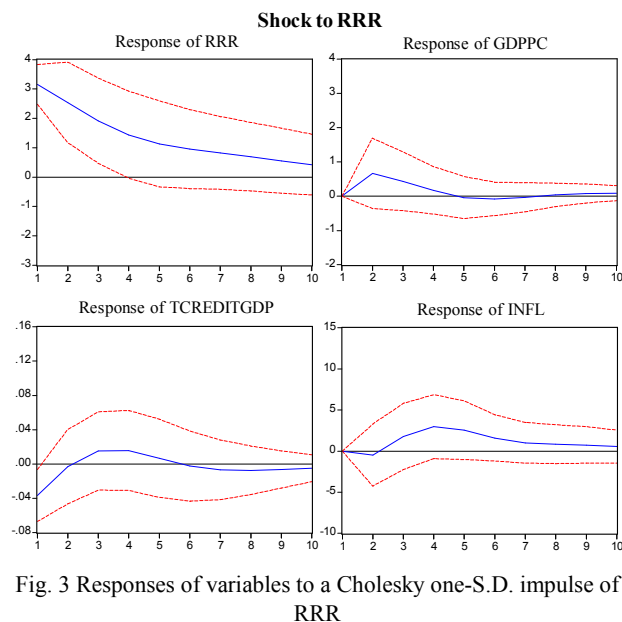 Shock to RRR
Response of RRR
4
3
2
1
0
-1
-2
-3
1 2 3 4 5 6 7 8 9 10
Response of GDPPC
4
3
2
1
0
-1
-2
1 2 3 4 5 6 7 8 9 10
Response of TCREDITGDP
.16
.12
.08
.04
.00
-.04
-.08
1 2 3 4 5 6 7 8 9 10
Response of INFL
15
10
5
0
-5
-10
1 2 3 4 5 6 7 8 9 10
Fig. 3 Responses of variables to a Cholesky one-S.D. impulse of
RRR